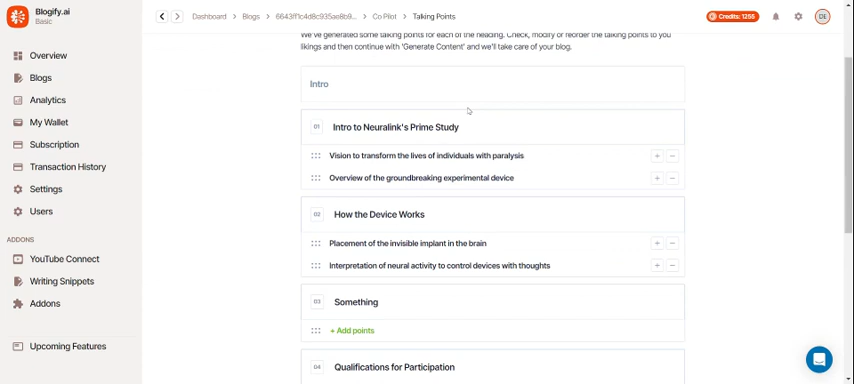 Blogify.ai
Basic
Dashboard > Blogs > 6643ff1c4d8c935ae8b9... > Co Pilot > Talking Points
Credits: 1255
DE
Overview
Blogs
Analytics
My Wallet
Subscription
Transaction History
Settings
Users
ADDONS
YouTube Connect
Writing Snippets
Addons
Upcoming Features
We've generated some talking points for each of the heading. Check, modify or reorder the talking points to you
likings and then continue with 'Generate Content' and we'll take care of your blog.
Intro
01 Intro to Neuralink's Prime Study
Vision to transform the lives of individuals with paralysis
Overview of the groundbreaking experimental device
02 How the Device Works
Placement of the invisible implant in the brain
Interpretation of neural activity to control devices with thoughts
03 Something
+ Add points
04 Qualifications for Participation